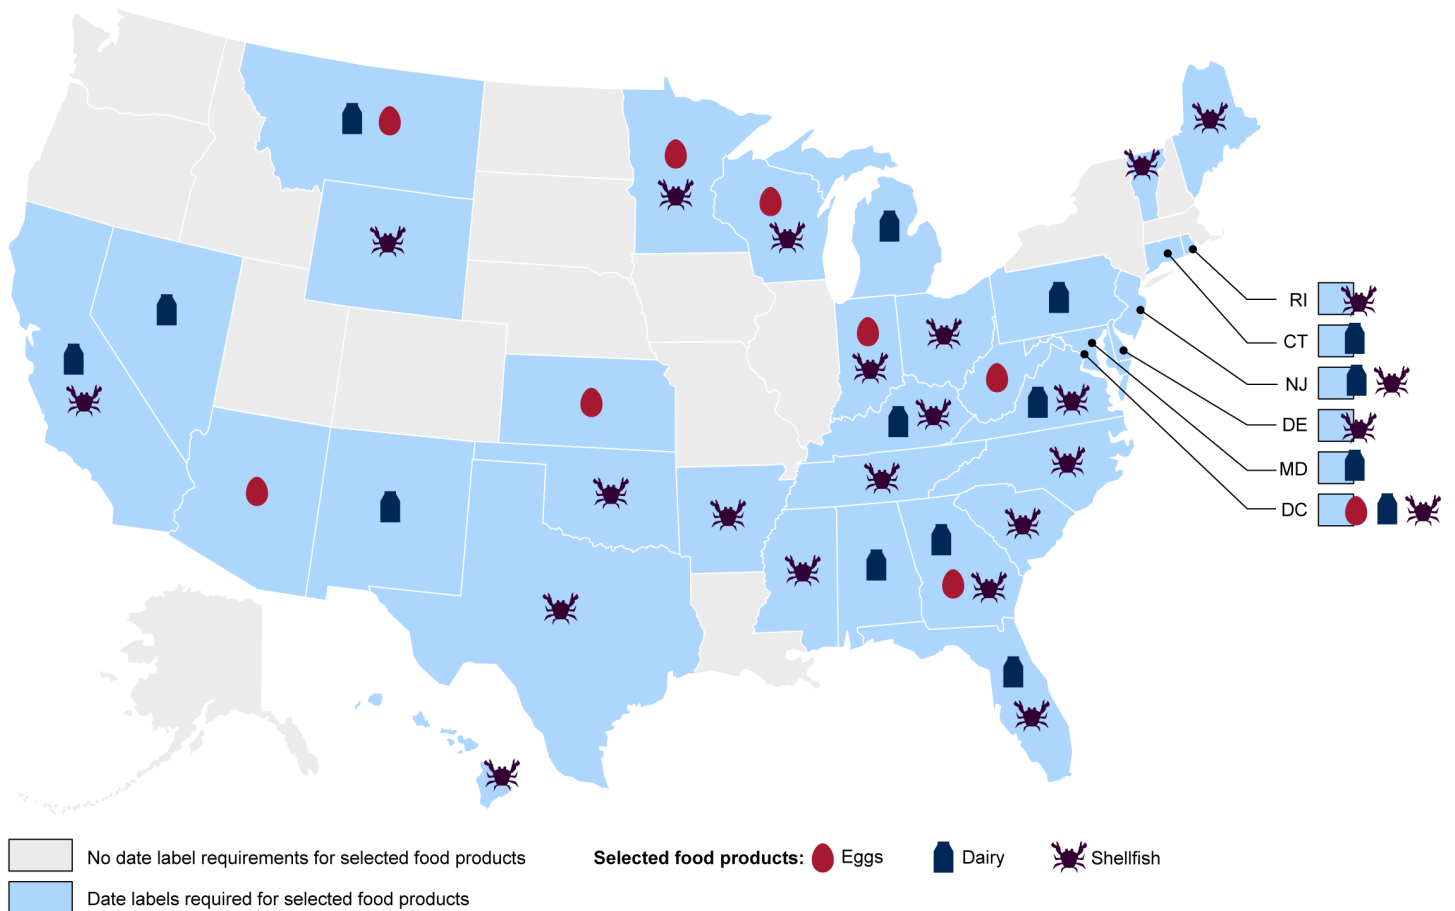 RI
CT
NJ
DE
MD
DC
No date label requirements for selected food products
Selected food products: Eggs Dairy Shellfish
Date labels required for selected food products